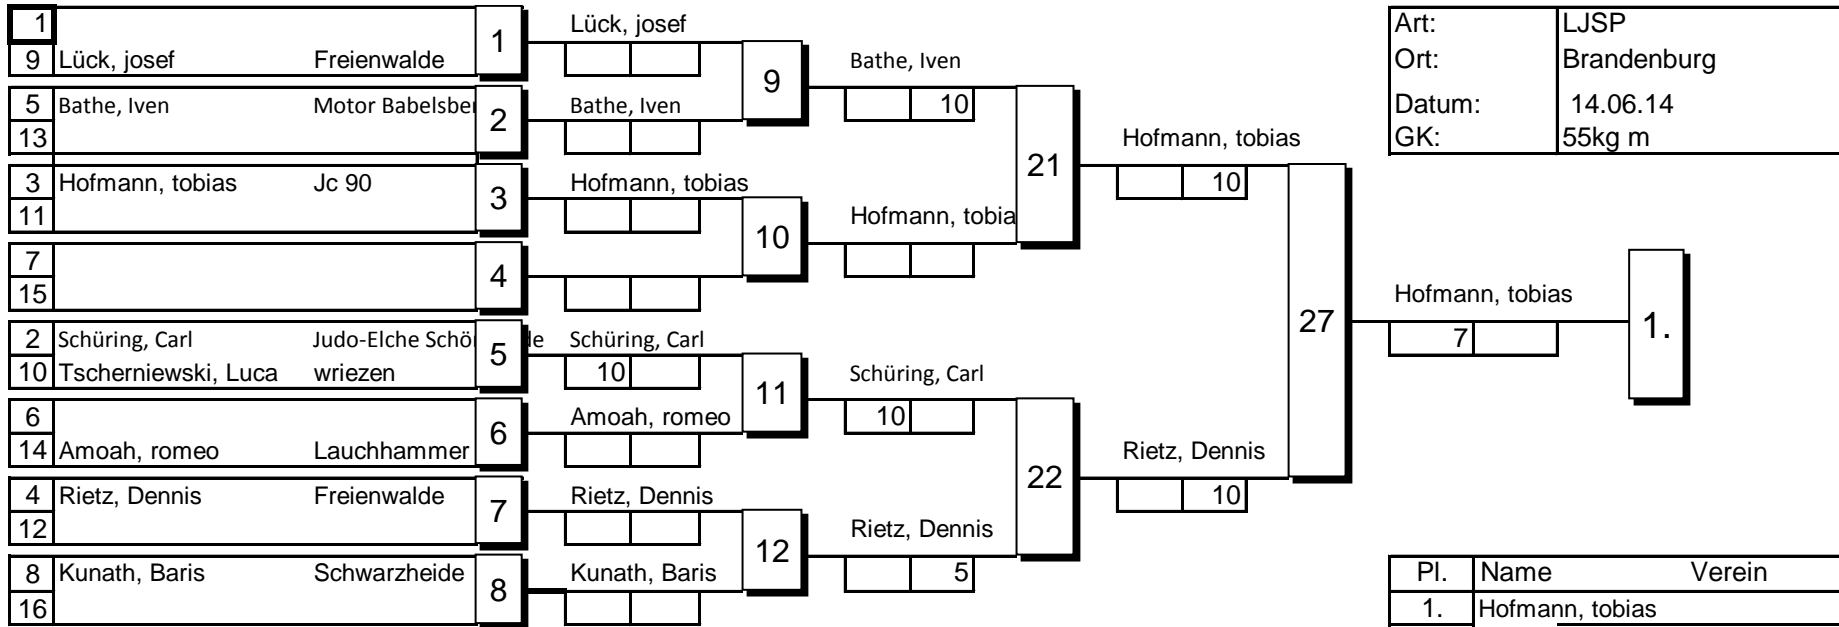 1
9 Lück, josef Freienwalde
1
Lück, josef
5 Bathe, Iven Motor Babelsber
13
2
Bathe, Iven
3 Hofmann, tobias Jc 90
11
3
Hofmann, tobias
7
15
4
2 Schüring, Carl Judo-Elche Schön de
10 Tscherniewski, Luca wriezen
5
Schüring, Carl
10
6
14 Amoah, romeo Lauchhammer
6
Amoah, romeo
4 Rietz, Dennis Freienwalde
12
7
Rietz, Dennis
8 Kunath, Baris Schwarzheide
16
8
Kunath, Baris
9
Bathe, Iven
10
10
Hofmann, tobia
11
Schüring, Carl
10
12
Rietz, Dennis
5
21
Hofmann, tobias
10
22
Rietz, Dennis
10
27
Hofmann, tobias
7
1.
Art: LJSP
Ort: Brandenburg
Datum: 14.06.14
GK: 55kg m
Pl. Name Verein
1. Hofmann, tobias